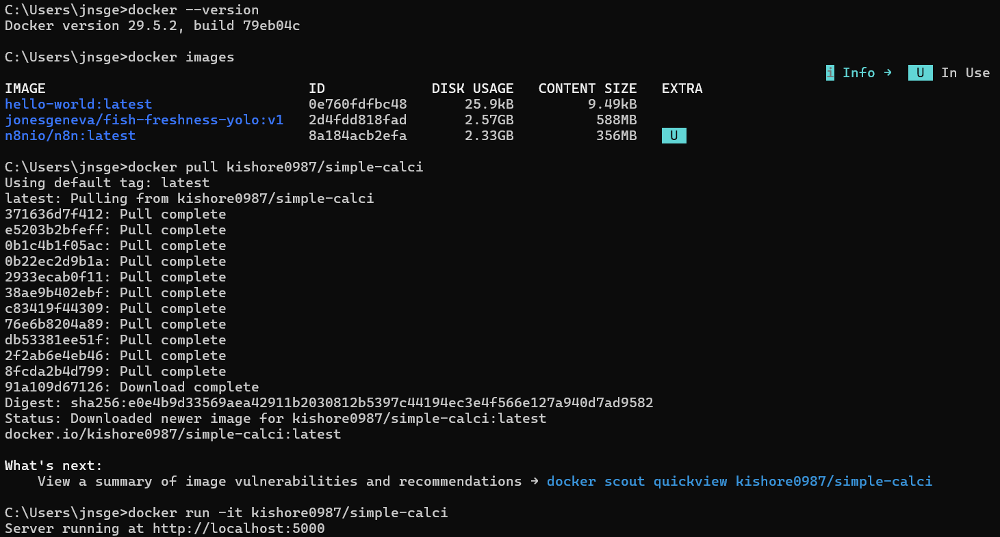 C:\Users\jnsge>docker --version
Docker version 29.5.2, build 79eb04c
C:\Users\jnsge>docker images
i Info → U In Use
IMAGE ID DISK USAGE CONTENT SIZE EXTRA
hello-world:latest 0e760fdfbc48 25.9kB 9.49kB
jonesgeneva/fish-freshness-yolo:v1 2d4fdd818fad 2.57GB 588MB
n8nio/n8n:latest 8a184acb2efa 2.33GB 356MB U
C:\Users\jnsge>docker pull kishore0987/simple-calci
Using default tag: latest
latest: Pulling from kishore0987/simple-calci
371636d7f412: Pull complete
e5203b2bfeff: Pull complete
0b1c4b1f05ac: Pull complete
0b22ec2d9b1a: Pull complete
2933ecab0f11: Pull complete
38ae9b402ebf: Pull complete
c83419f44309: Pull complete
76e6b8204a89: Pull complete
db53381ee51f: Pull complete
2f2ab6e4eb46: Pull complete
8fcda2b4d799: Pull complete
91a109d67126: Download complete
Digest: sha256:e0e4b9d33569aea42911b2030812b5397c44194ec3e4f566e127a940d7ad9582
Status: Downloaded newer image for kishore0987/simple-calci:latest
docker.io/kishore0987/simple-calci:latest
What's next:
View a summary of image vulnerabilities and recommendations → docker scout quickview kishore0987/simple-calci
C:\Users\jnsge>docker run -it kishore0987/simple-calci
Server running at http://localhost:5000